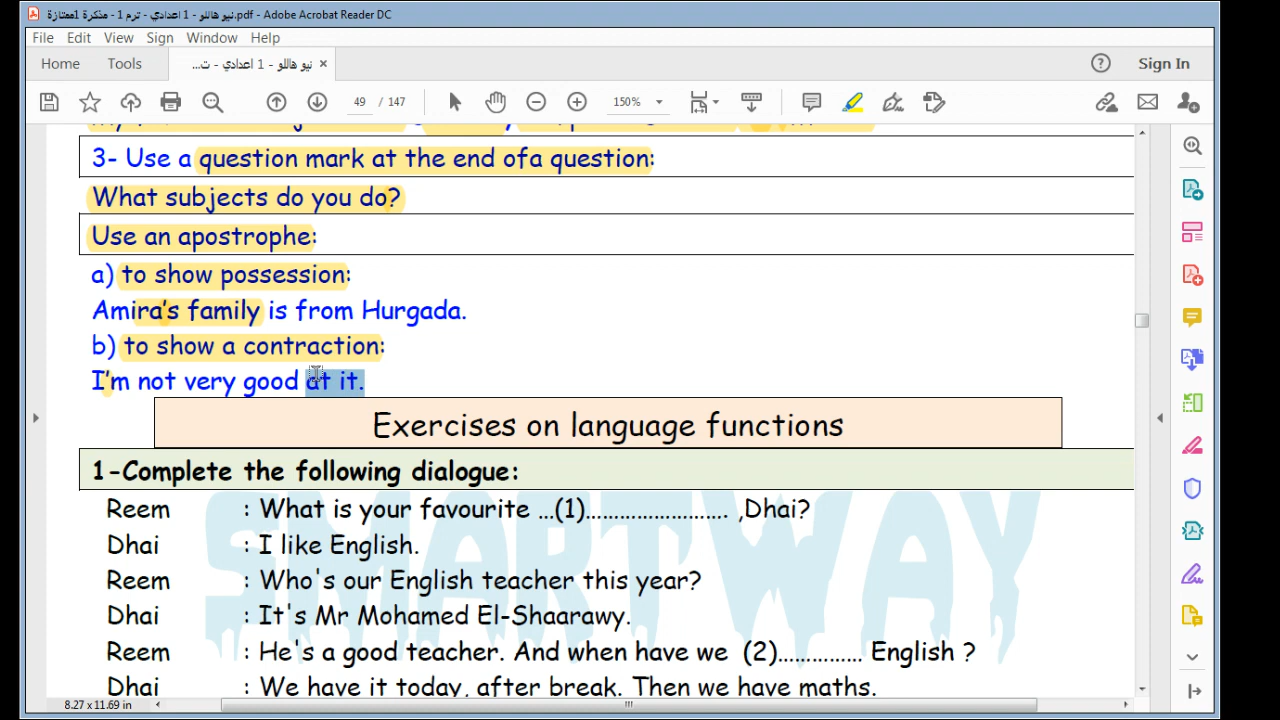 نيو هاللو - 1 اعدادي - ترم 1 - مذكرة 1ممتازة.pdf - Adobe Acrobat Reader DC
File Edit View Sign Window Help
Home Tools نيو هاللو - 1 اعدادي - ت... × Sign In
49 / 147 150%
3- Use a question mark at the end ofa question:
What subjects do you do?
Use an apostrophe:
a) to show possession:
Amira's family is from Hurgada.
b) to show a contraction:
I'm not very good at it.
Exercises on language functions
1-Complete the following dialogue:
Reem : What is your favourite ...(1)......................... ,Dhai?
Dhai : I like English.
Reem : Who's our English teacher this year?
Dhai : It's Mr Mohamed El-Shaarawy.
Reem : He's a good teacher. And when have we (2)............... English ?
Dhai : We have it today, after break. Then we have maths.
SMARTWAY
8.27 x 11.69 in